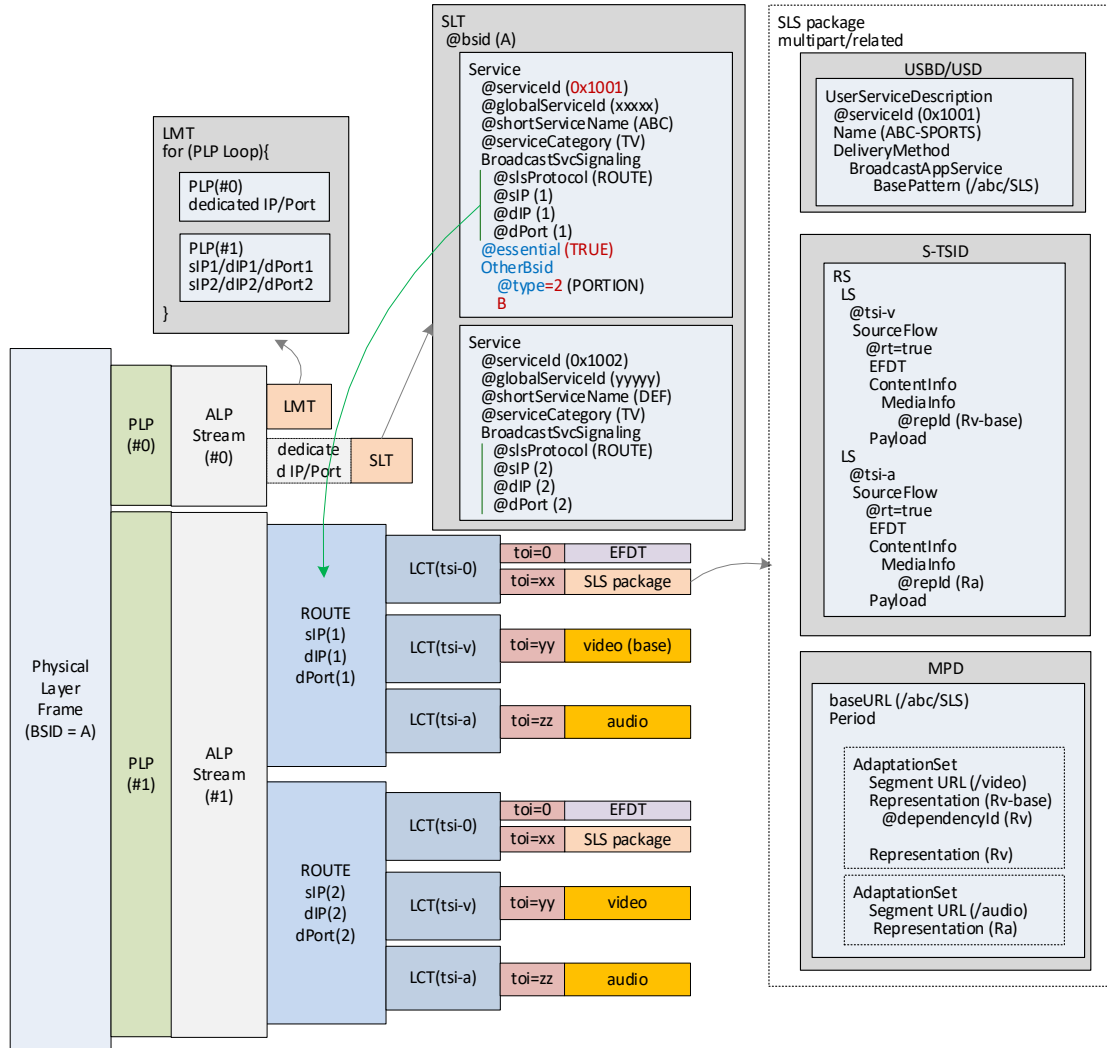 LMT
for (PLP Loop){
PLP(#0)
dedicated IP/Port
PLP(#1)
sIP1/dIP1/dPort1
sIP2/dIP2/dPort2
}
SLT
@bsid (A)
Service
@serviceId (0x1001)
@globalServiceId (xxxxx)
@shortServiceName (ABC)
@serviceCategory (TV)
BroadcastSvcSignaling
@slsProtocol (ROUTE)
@sIP (1)
@dIP (1)
@dPort (1)
@essential (TRUE)
OtherBsid
@type=2 (PORTION)
B
Service
@serviceId (0x1002)
@globalServiceId (yyyyy)
@shortServiceName (DEF)
@serviceCategory (TV)
BroadcastSvcSignaling
@slsProtocol (ROUTE)
@sIP (2)
@dIP (2)
@dPort (2)
SLS package
multipart/related
USBD/USD
UserServiceDescription
@serviceId (0x1001)
Name (ABC-SPORTS)
DeliveryMethod
BroadcastAppService
BasePattern (/abc/SLS)
S-TSID
RS
LS
@tsi-v
SourceFlow
@rt=true
EFDT
ContentInfo
MediaInfo
@repId (Rv-base)
Payload
LS
@tsi-a
SourceFlow
@rt=true
EFDT
ContentInfo
MediaInfo
@repId (Ra)
Payload
MPD
baseURL (/abc/SLS)
Period
AdaptationSet
Segment URL (/video)
Representation (Rv-base)
@dependencyId (Rv)
Representation (Rv)
AdaptationSet
Segment URL (/audio)
Representation (Ra)
Physical
Layer
Frame
(BSID = A)
PLP
(#0)
ALP
Stream
(#0)
LMT
dedicate
d IP/Port
SLT
PLP
(#1)
ALP
Stream
(#1)
ROUTE
sIP(1)
dIP(1)
dPort(1)
LCT(tsi-0)
toi=0
EFDT
toi=xx
SLS package
LCT(tsi-v)
toi=yy
video (base)
LCT(tsi-a)
toi=zz
audio
ROUTE
sIP(2)
dIP(2)
dPort(2)
LCT(tsi-0)
toi=0
EFDT
toi=xx
SLS package
LCT(tsi-v)
toi=yy
video
LCT(tsi-a)
toi=zz
audio